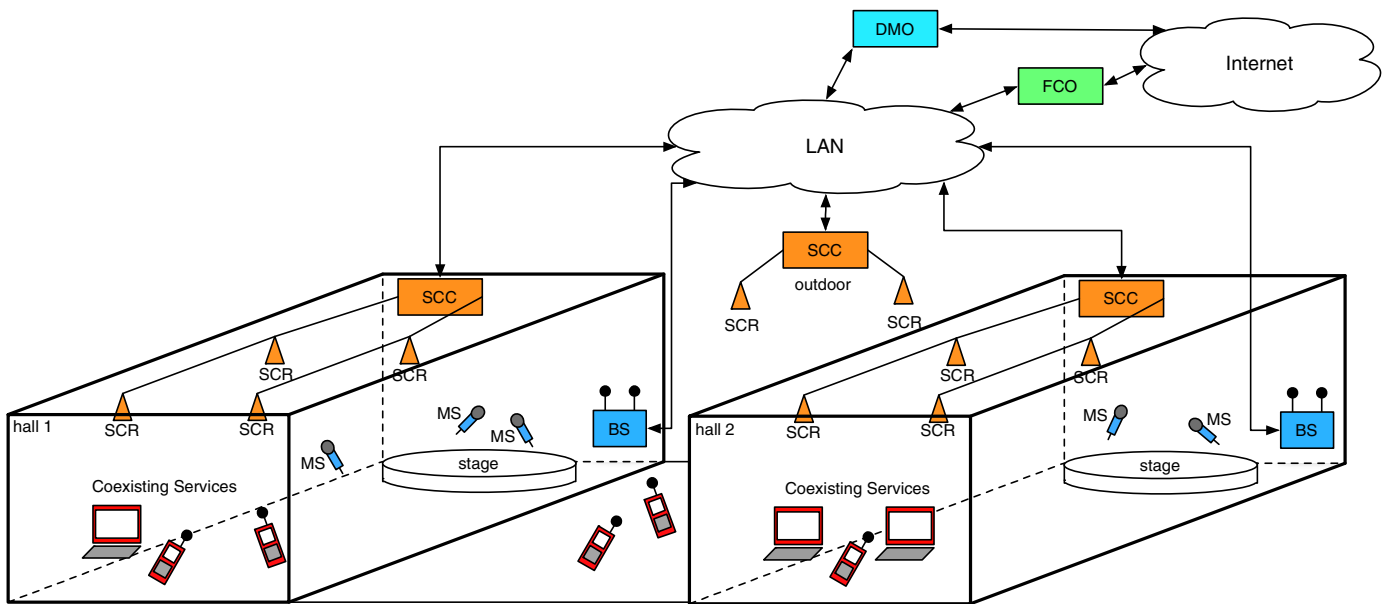 DMO
Internet
FCO
LAN
SCC
outdoor
SCR
SCR
SCC
SCR
SCR
SCR
SCR
hall 1
MS
MS
MS
BS
stage
Coexisting Services
SCC
SCR
SCR
SCR
SCR
hall 2
MS
MS
BS
stage
Coexisting Services